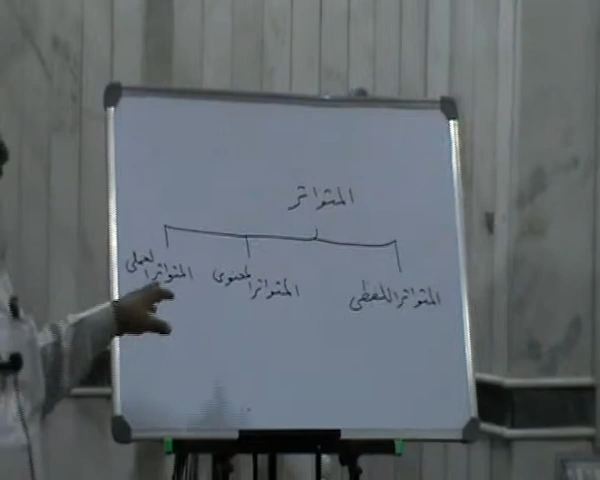 المتواتر
المتواتر اللفظي
المتواتر المعنوي
المتواتر العملي